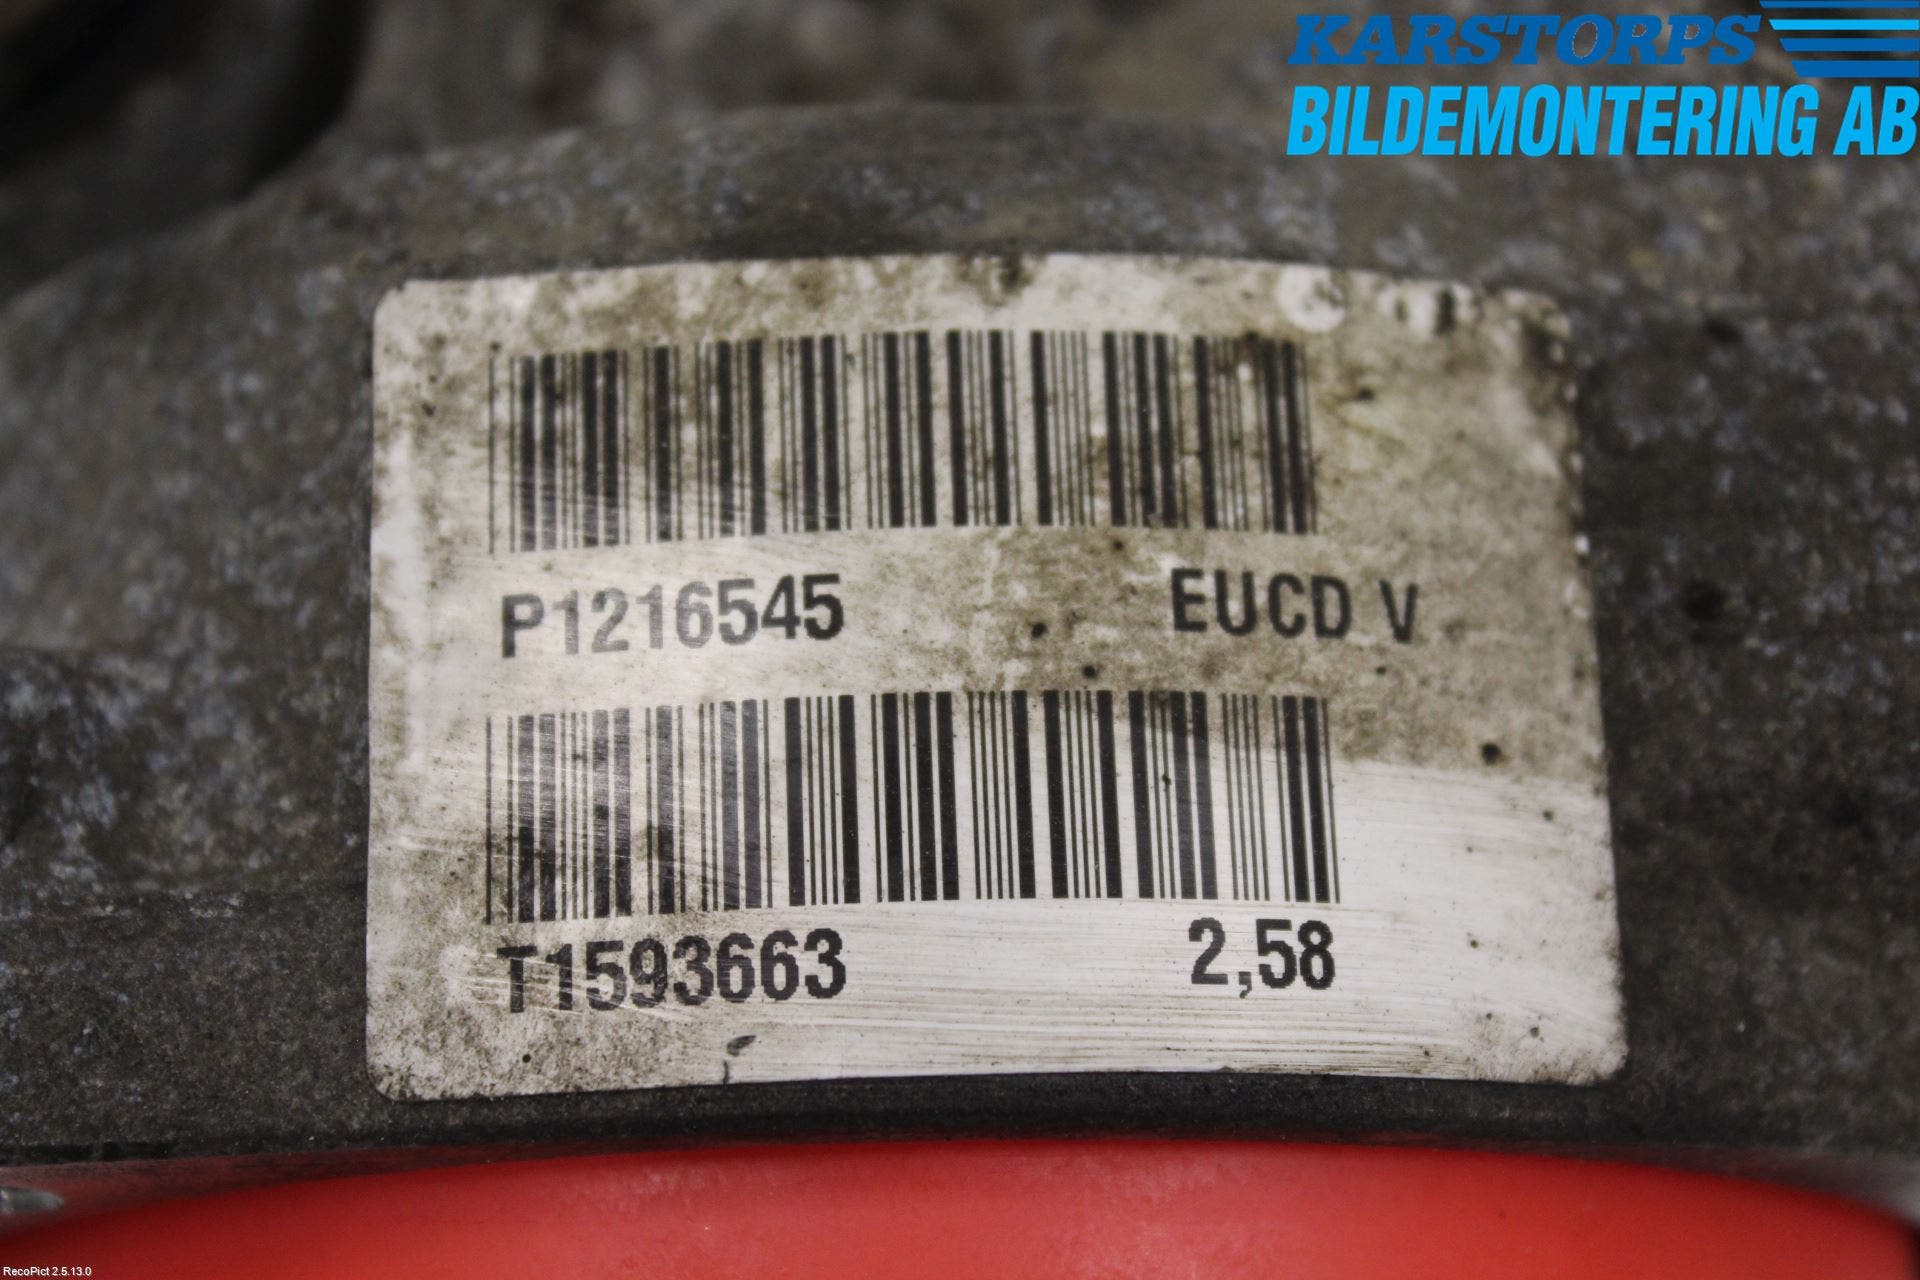 KARSTORPS
BILDEMONTERING AB
P1216545 EUCD V
T1593663 2,58
RecoPict 2.5.13.0